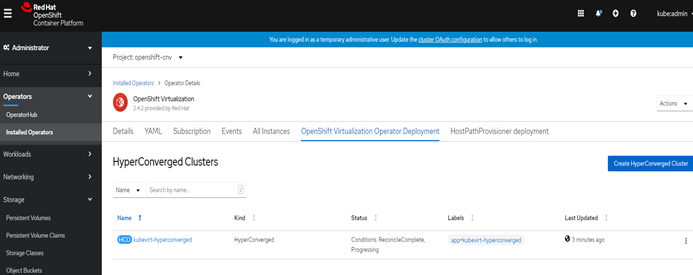 Red Hat
OpenShift
Container Platform
kube:admin
You are logged in as a temporary administrative user. Update the cluster OAuth configuration to allow others to log in.
Administrator
Project: openshift-cnv
Home
Operators
OperatorHub
Installed Operators
Workloads
Networking
Storage
Persistent Volumes
Persistent Volume Claims
Storage Classes
Object Buckets
Installed Operators > Operator Details
OpenShift Virtualization
2.4.2 provided by Red Hat
Actions
Details YAML Subscription Events All Instances OpenShift Virtualization Operator Deployment HostPathProvisioner deployment
HyperConverged Clusters
Create HyperConverged Cluster
Name Search by name... /
Name Kind Status Labels Last Updated
HCO kubevirt-hyperconverged HyperConverged Conditions: ReconcileComplete, app=kubevirt-hyperconverged 3 minutes ago
Progressing